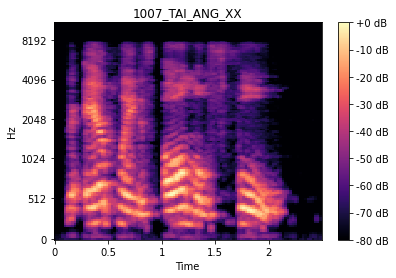 1007_TAI_ANG_XX
Hz
8192
4096
2048
1024
512
0
0
0.5
1
1.5
2
Time
+0 dB
-10 dB
-20 dB
-30 dB
-40 dB
-50 dB
-60 dB
-70 dB
-80 dB